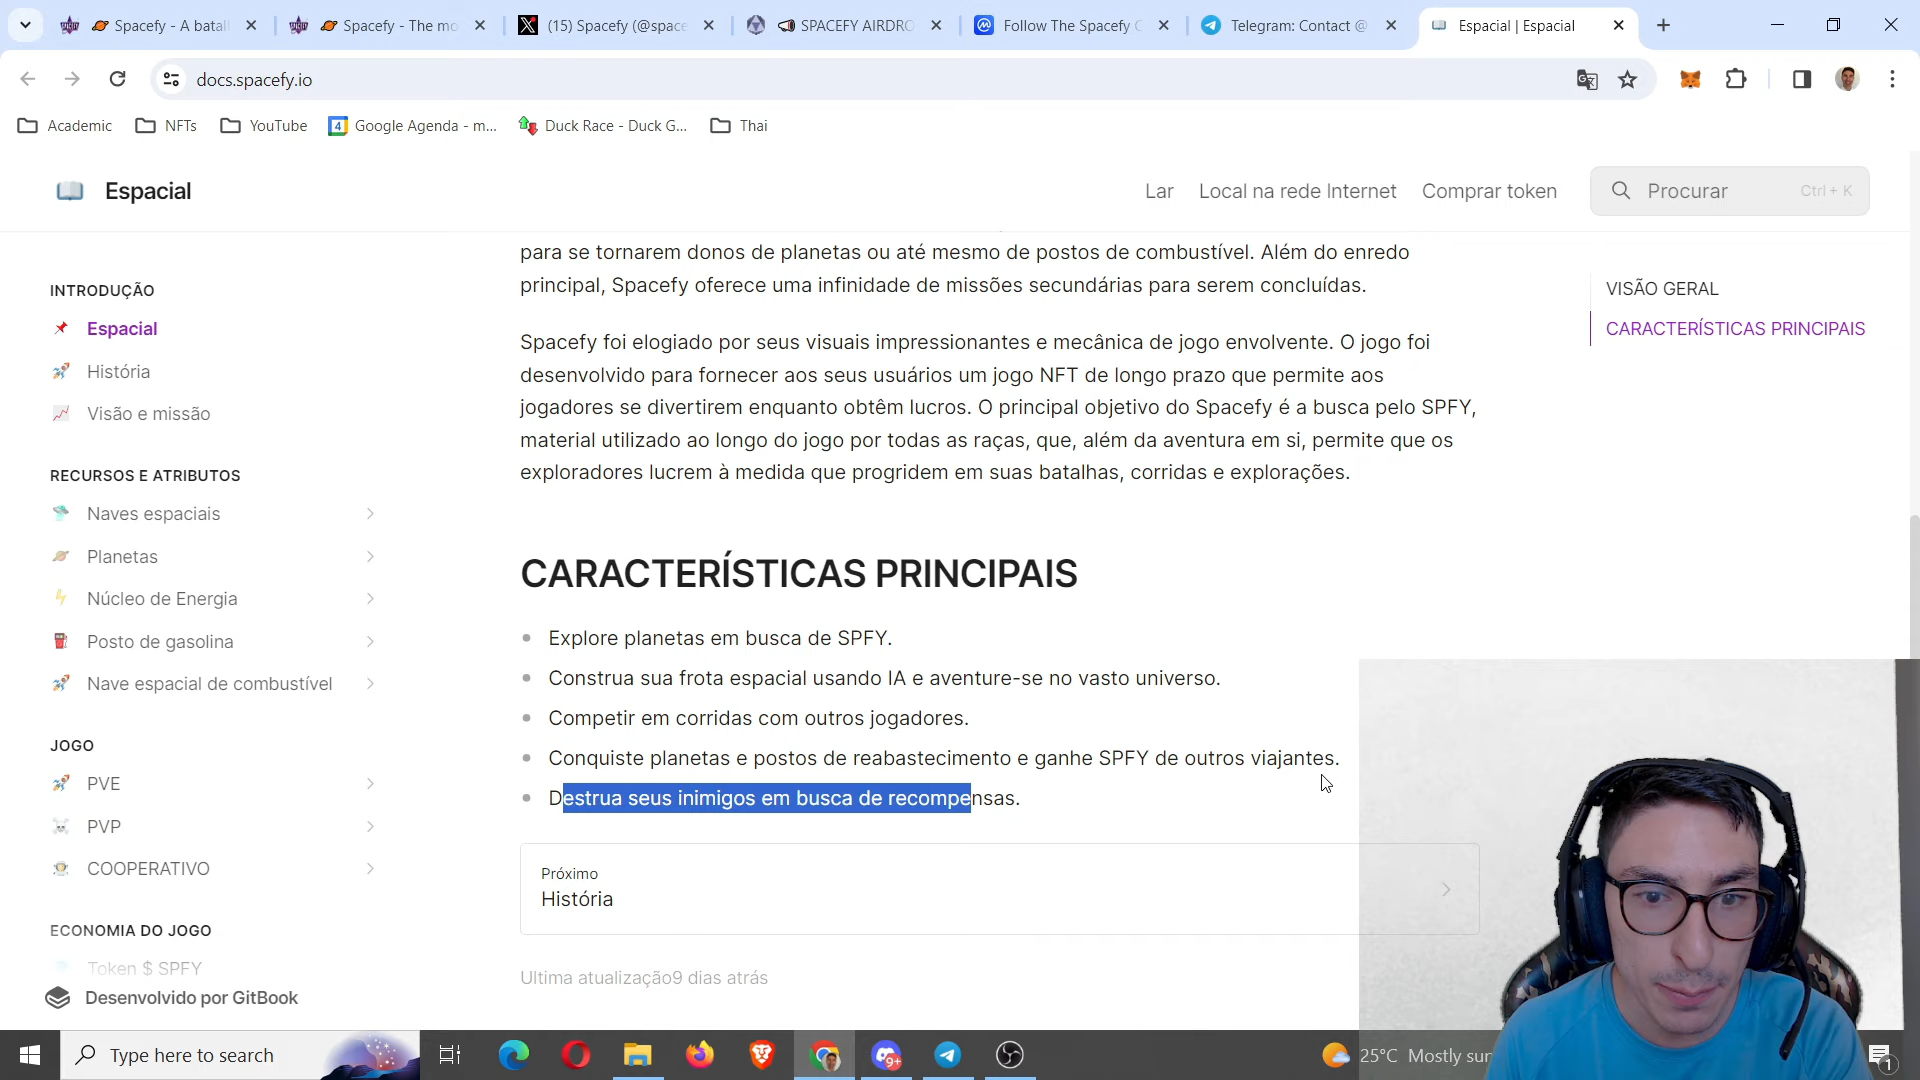 Spacefy - A batal
Spacefy - The mo
(15) Spacefy (@space
SPACEFY AIRDRO
Follow The Spacefy C
Telegram: Contact @
Espacial | Espacial
docs.spacefy.io
Academic
NFTs
YouTube
Google Agenda - m...
Duck Race - Duck G...
Thai
Espacial
Lar
Local na rede Internet
Comprar token
Procurar
Ctrl + K
para se tornarem donos de planetas ou até mesmo de postos de combustível. Além do enredo
principal, Spacefy oferece uma infinidade de missões secundárias para serem concluídas.
Spacefy foi elogiado por seus visuais impressionantes e mecânica de jogo envolvente. O jogo foi
desenvolvido para fornecer aos seus usuários um jogo NFT de longo prazo que permite aos
jogadores se divertirem enquanto obtêm lucros. O principal objetivo do Spacefy é a busca pelo SPFY,
material utilizado ao longo do jogo por todas as raças, que, além da aventura em si, permite que os
exploradores lucrem à medida que progridem em suas batalhas, corridas e explorações.
CARACTERÍSTICAS PRINCIPAIS
Explore planetas em busca de SPFY.
Construa sua frota espacial usando IA e aventure-se no vasto universo.
Competir em corridas com outros jogadores.
Conquiste planetas e postos de reabastecimento e ganhe SPFY de outros viajantes.
Destrua seus inimigos em busca de recompensas.
Próximo
História
Ultima atualização9 dias atrás
INTRODUÇÃO
Espacial
História
Visão e missão
RECURSOS E ATRIBUTOS
Naves espaciais
Planetas
Núcleo de Energia
Posto de gasolina
Nave espacial de combustível
JOGO
PVE
PVP
COOPERATIVO
ECONOMIA DO JOGO
Token $ SPFY
Desenvolvido por GitBook
VISÃO GERAL
CARACTERÍSTICAS PRINCIPAIS
Type here to search
9+
25°C Mostly sun
1